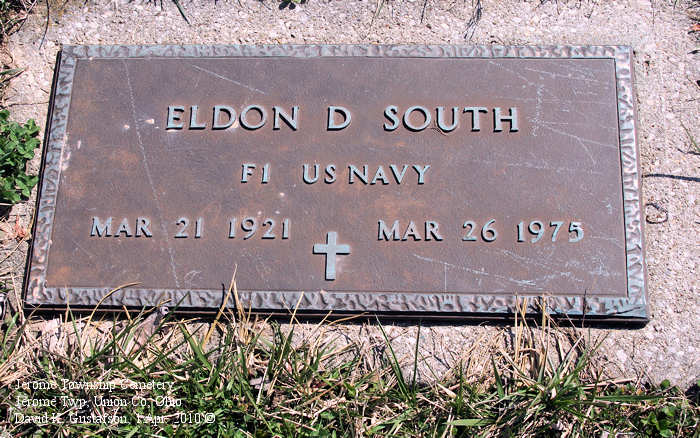 ELDON D SOUTH
F1 US NAVY
MAR 21 1921 MAR 26 1975
Jerome Township Cemetery
Jerome Twp. Union Co. Ohio
David K. Gustafson, 1 Apr. 2010 ©